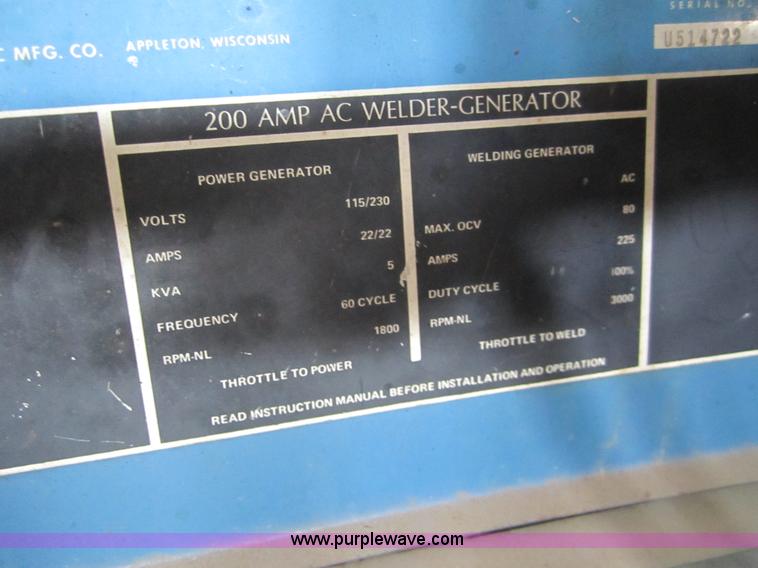 SERIAL NO.
C MFG. CO. APPLETON, WISCONSIN
U514722
200 AMP AC WELDER-GENERATOR
POWER GENERATOR
VOLTS 115/230
AMPS 22/22
KVA 5
FREQUENCY 60 CYCLE
RPM-NL 1800
THROTTLE TO POWER
WELDING GENERATOR
AC
MAX. OCV 80
AMPS 225
DUTY CYCLE 100%
RPM-NL 3000
THROTTLE TO WELD
READ INSTRUCTION MANUAL BEFORE INSTALLATION AND OPERATION
www.purplewave.com